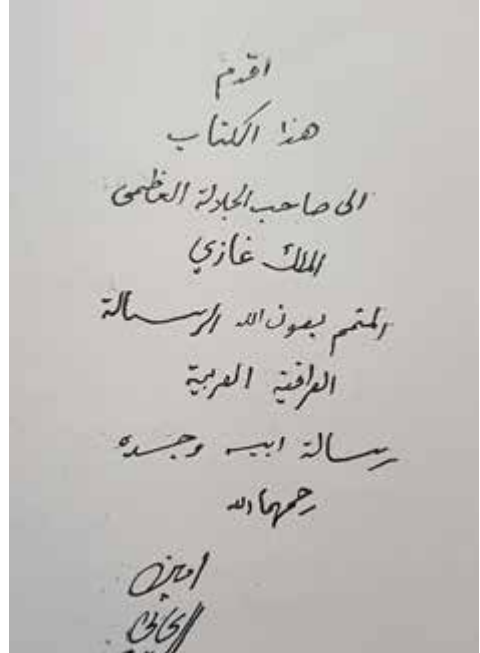 اقدم
هذا الكتاب
الى صاحب الجلالة العظمى
الملك غازي
المتمم بعون الله الرسالة
العراقية العربية
رسالة ابيه وجده
رحمهما الله
امين
الريحاني